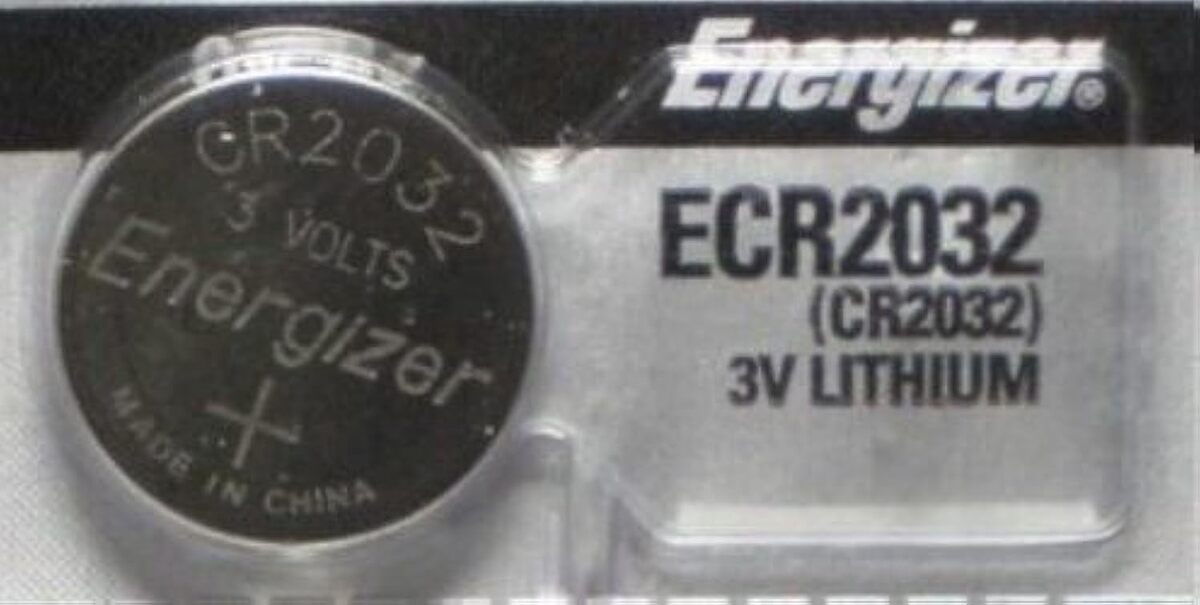 CR2032
3 VOLTS
Energizer
+
MADE IN CHINA
Energizer®
ECR2032
(CR2032)
3V LITHIUM